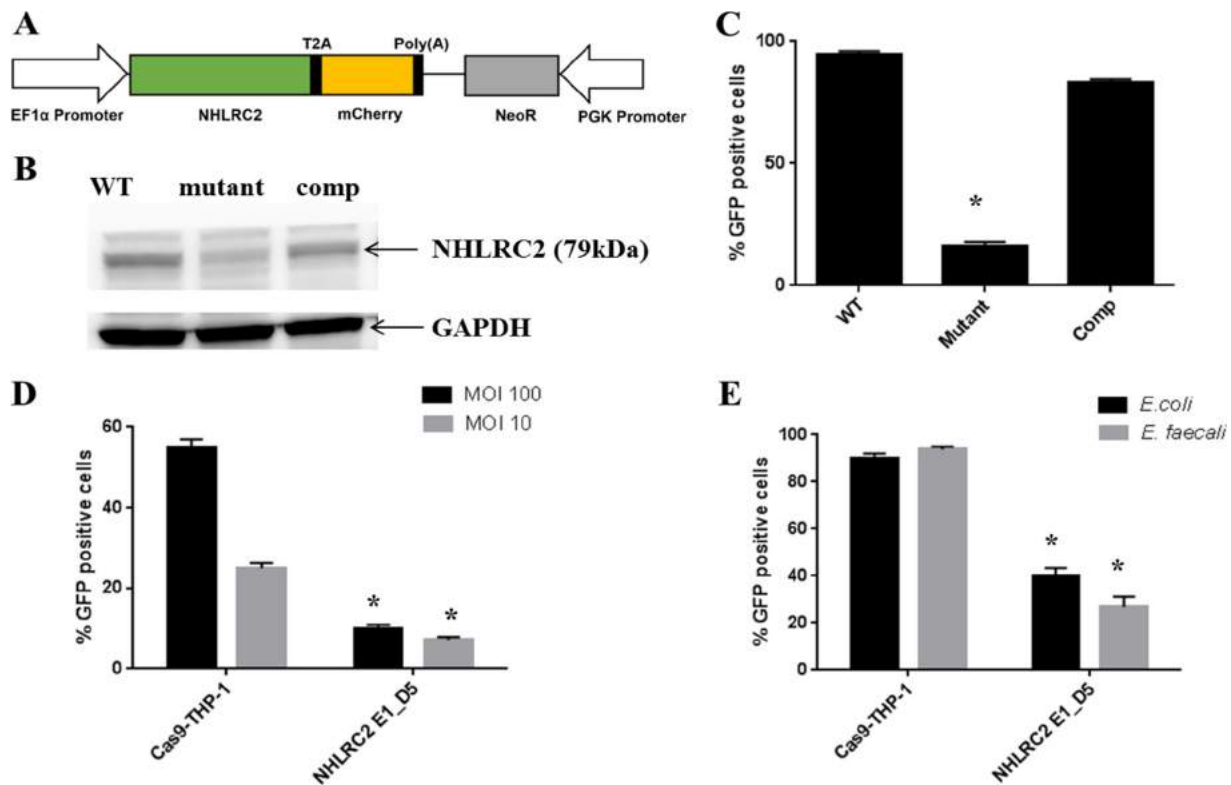 A
T2A
Poly(A)
EF1α Promoter
NHLRC2
mCherry
NeoR
PGK Promoter
B
WT mutant comp
NHLRC2 (79kDa)
GAPDH
C
% GFP positive cells
100
50
0
*
WT
Mutant
Comp
D
MOI 100
MOI 10
% GFP positive cells
60
40
20
0
* *
Cas9-THP-1
NHLRC2 E1_D5
E
E.coli
E. faecali
% GFP positive cells
100
80
60
40
20
0
* *
Cas9-THP-1
NHLRC2 E1_D5